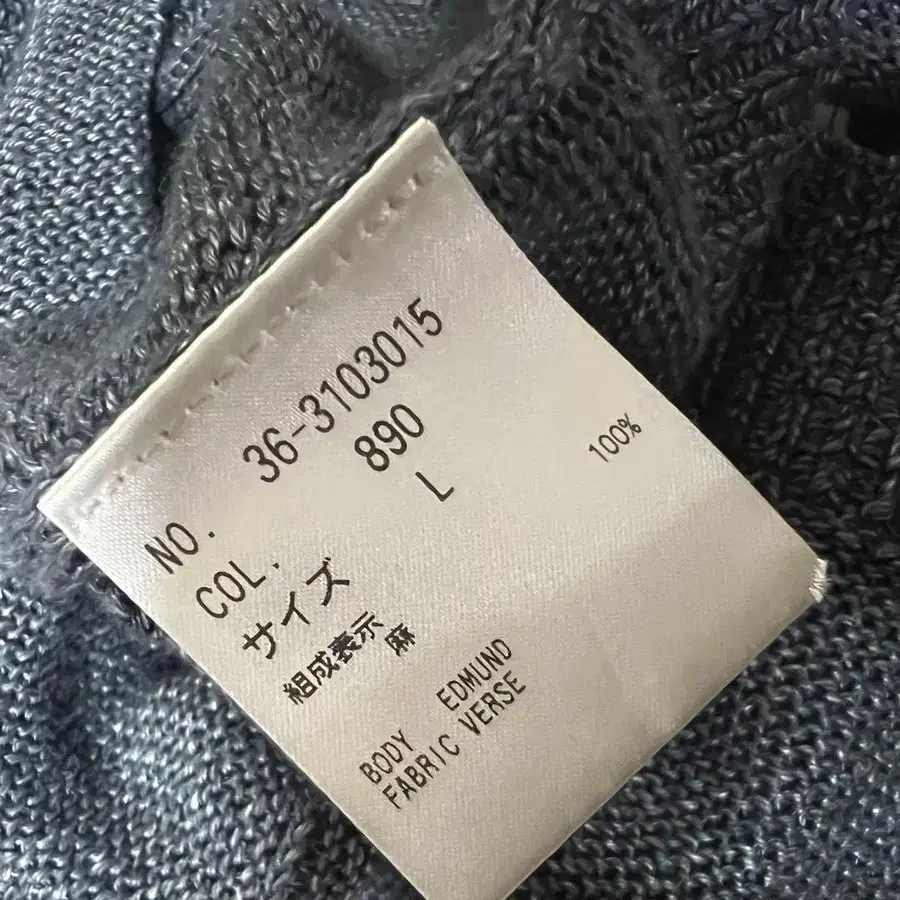 NO. 36-3103015
COL. 890
サイズ L
組成表示
麻 100%
BODY EDMUND
FABRIC VERSE